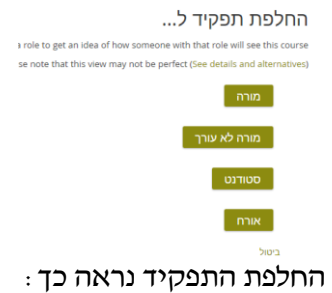 החלפת תפקיד ל...
a role to get an idea of how someone with that role will see this course
se note that this view may not be perfect (See details and alternatives)
מורה
מורה לא עורך
סטודנט
אורח
ביטול
החלפת התפקיד נראה כך :